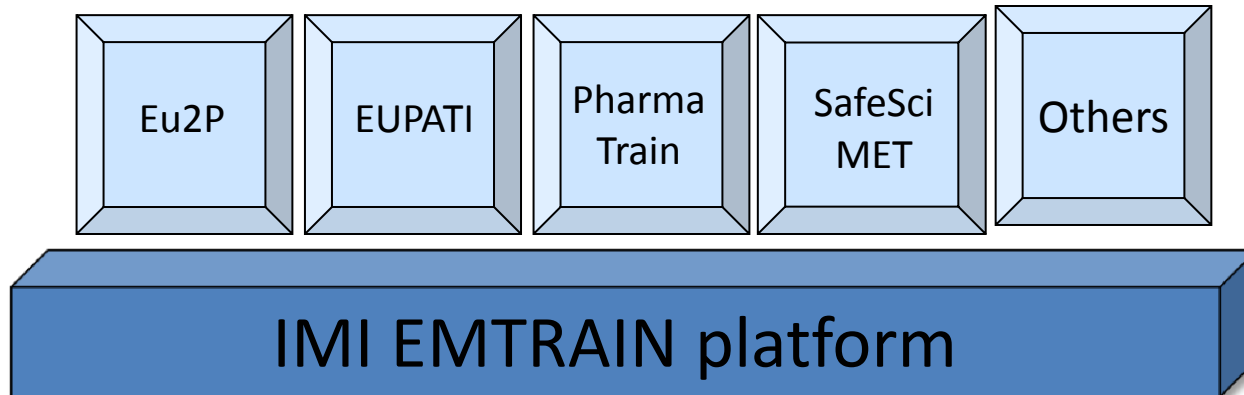 Eu2P
EUPATI
Pharma
Train
SafeSci
MET
Others
IMI EMTRAIN platform